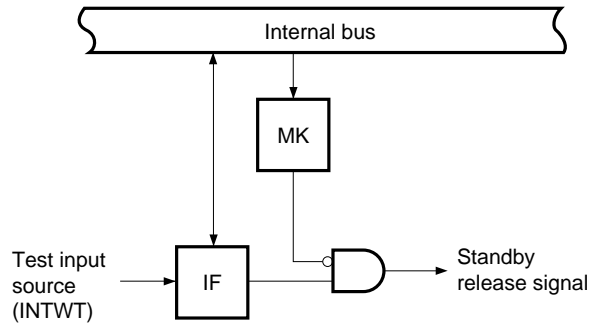 Internal bus
MK
Test input
source
(INTWT)
IF
Standby
release signal